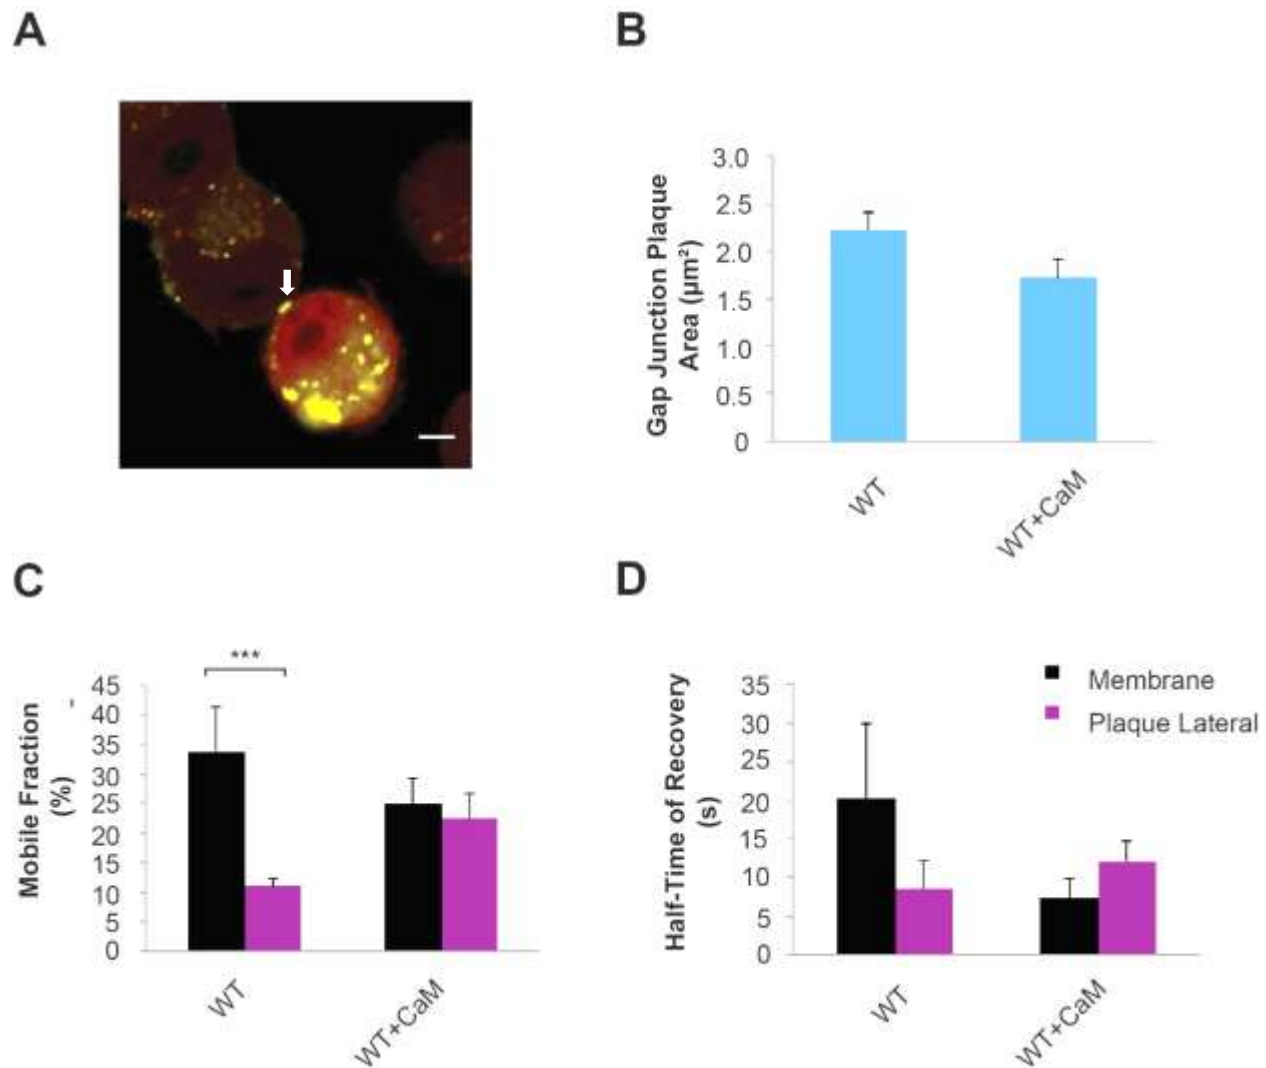 A
B
3.0
2.5
2.0
1.5
1.0
0.5
0
Gap Junction Plaque
Area (µm²)
WT
WT+CaM
C
***
45
40
35
30
25
20
15
10
5
0
Mobile Fraction -
(%)
WT
WT+CaM
D
35
30
25
20
15
10
5
0
Half-Time of Recovery
(s)
WT
WT+CaM
Membrane
Plaque Lateral